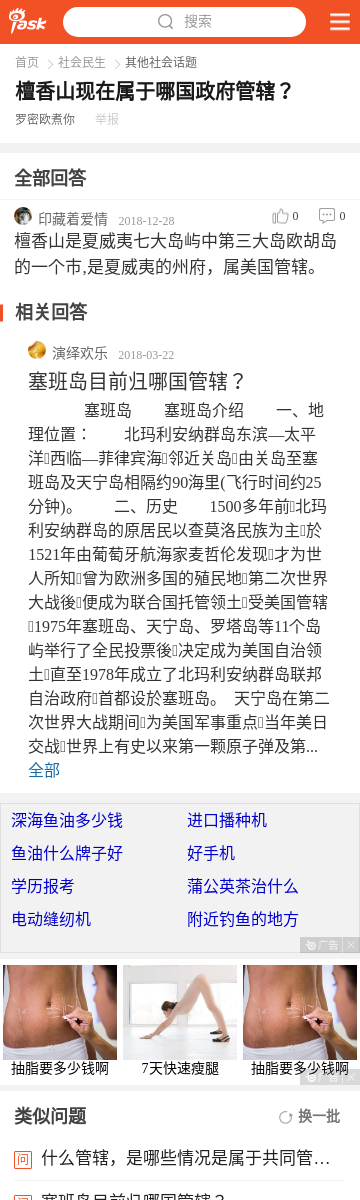 iask
搜索
首页 社会民生 其他社会话题
檀香山现在属于哪国政府管辖？
罗密欧煮你 举报
全部回答
印藏着爱情 2018-12-28 0 0
檀香山是夏威夷七大岛屿中第三大岛欧胡岛
的一个市,是夏威夷的州府，属美国管辖。
相关回答
演绎欢乐 2018-03-22
塞班岛目前归哪国管辖？
塞班岛 塞班岛介绍 一、地
理位置： 北玛利安纳群岛东滨—太平
洋西临—菲律宾海邻近关岛由关岛至塞
班岛及天宁岛相隔约90海里(飞行时间约25
分钟)。 二、历史 1500多年前北玛
利安纳群岛的原居民以查莫洛民族为主於
1521年由葡萄牙航海家麦哲伦发现才为世
人所知曾为欧洲多国的殖民地第二次世界
大战後便成为联合国托管领土受美国管辖
1975年塞班岛、天宁岛、罗塔岛等11个岛
屿举行了全民投票後决定成为美国自治领
土直至1978年成立了北玛利安纳群岛联邦
自治政府首都设於塞班岛。 天宁岛在第二
次世界大战期间为美国军事重点当年美日
交战世界上有史以来第一颗原子弹及第...
全部
深海鱼油多少钱 进口播种机
鱼油什么牌子好 好手机
学历报考 蒲公英茶治什么
电动缝纫机 附近钓鱼的地方
广告
抽脂要多少钱啊 7天快速瘦腿 抽脂要多少钱啊
广告
类似问题 换一批
问 什么管辖，是哪些情况是属于共同管…
问 塞班岛目前归哪国管辖？